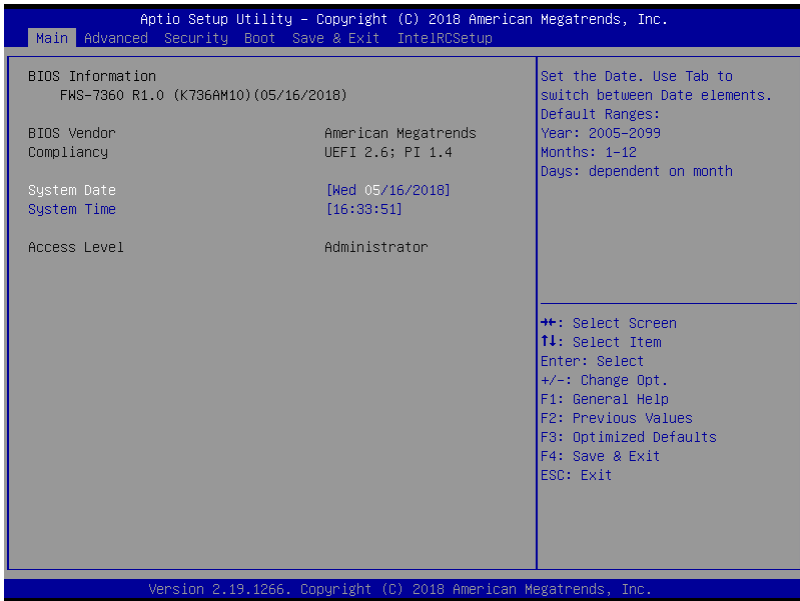 Aptio Setup Utility – Copyright (C) 2018 American Megatrends, Inc.
Main Advanced Security Boot Save & Exit IntelRCSetup
BIOS Information
FWS-7360 R1.0 (K736AM10)(05/16/2018)
BIOS Vendor American Megatrends
Compliancy UEFI 2.6; PI 1.4
System Date [Wed 05/16/2018]
System Time [16:33:51]
Access Level Administrator
Set the Date. Use Tab to
switch between Date elements.
Default Ranges:
Year: 2005-2099
Months: 1-12
Days: dependent on month
→←: Select Screen
↑↓: Select Item
Enter: Select
+/-: Change Opt.
F1: General Help
F2: Previous Values
F3: Optimized Defaults
F4: Save & Exit
ESC: Exit
Version 2.19.1266. Copyright (C) 2018 American Megatrends, Inc.